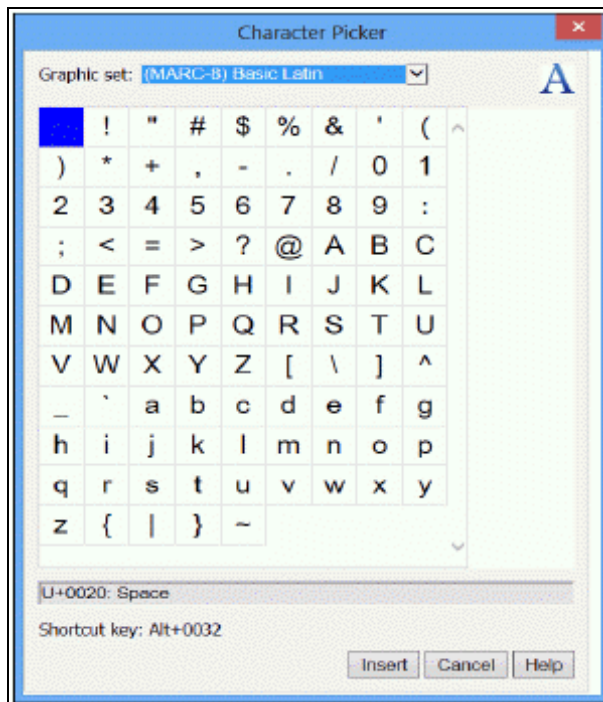 Character Picker
Graphic set: (MARC-8) Basic Latin
A
! " # $ % & ' (
) * + , - . / 0 1
2 3 4 5 6 7 8 9 :
; < = > ? @ A B C
D E F G H I J K L
M N O P Q R S T U
V W X Y Z [ \ ] ^
_ ` a b c d e f g
h i j k l m n o p
q r s t u v w x y
z { | } ~
U+0020: Space
Shortcut key: Alt+0032
Insert Cancel Help